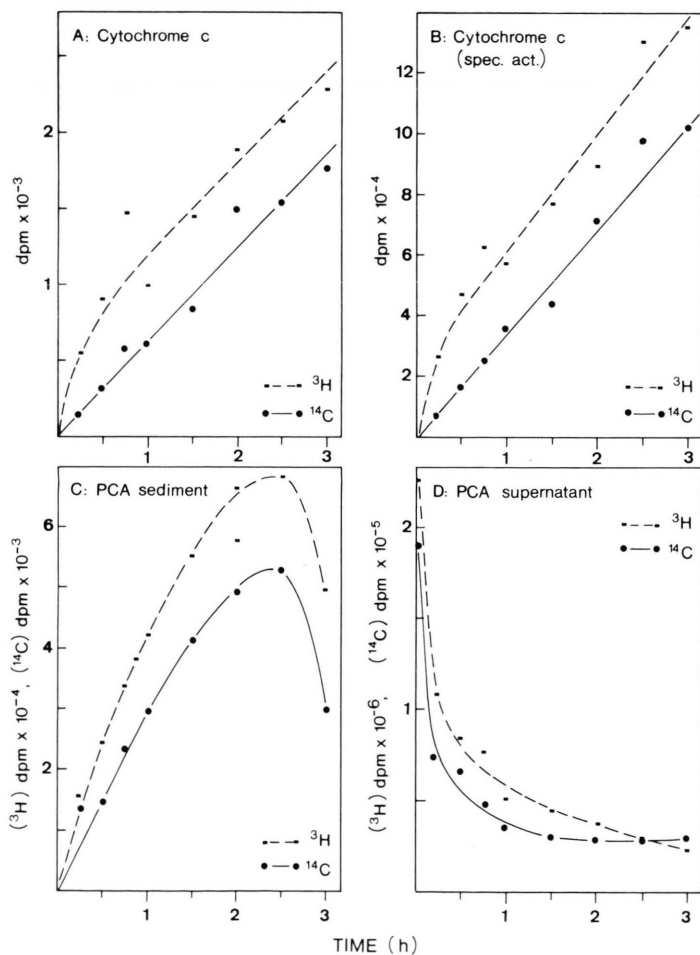 A: Cytochrome c
dpm x 10⁻³
2
1
1 2 3
³H
¹⁴C
B: Cytochrome c
(spec. act.)
dpm x 10⁻⁴
12
10
8
6
4
2
1 2 3
³H
¹⁴C
C: PCA sediment
(³H) dpm x 10⁻⁴, (¹⁴C) dpm x 10⁻³
6
4
2
1 2 3
³H
¹⁴C
D: PCA supernatant
(³H) dpm x 10⁻⁶, (¹⁴C) dpm x 10⁻⁵
2
1
1 2 3
³H
¹⁴C
TIME (h)